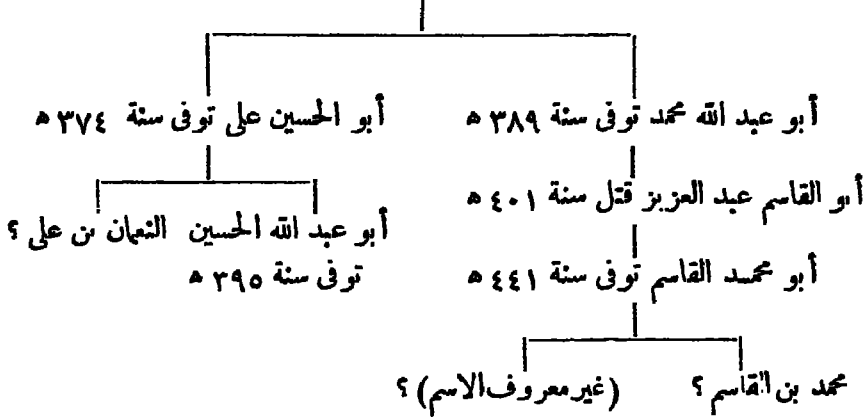 أبو عبد الله محمد توفى سنة ٣٨٩ ه أبو الحسين على توفى سنة ٣٧٤ ه
أبو القاسم عبد العزيز قتل سنة ٤٠١ ه
أبو عبد الله الحسين النعمان بن على ؟
أبو محمد القاسم توفى سنة ٤٤١ ه توفى سنة ٣٩٥ ه
محمد بن القاسم ؟ (غير معروف الاسم) ؟